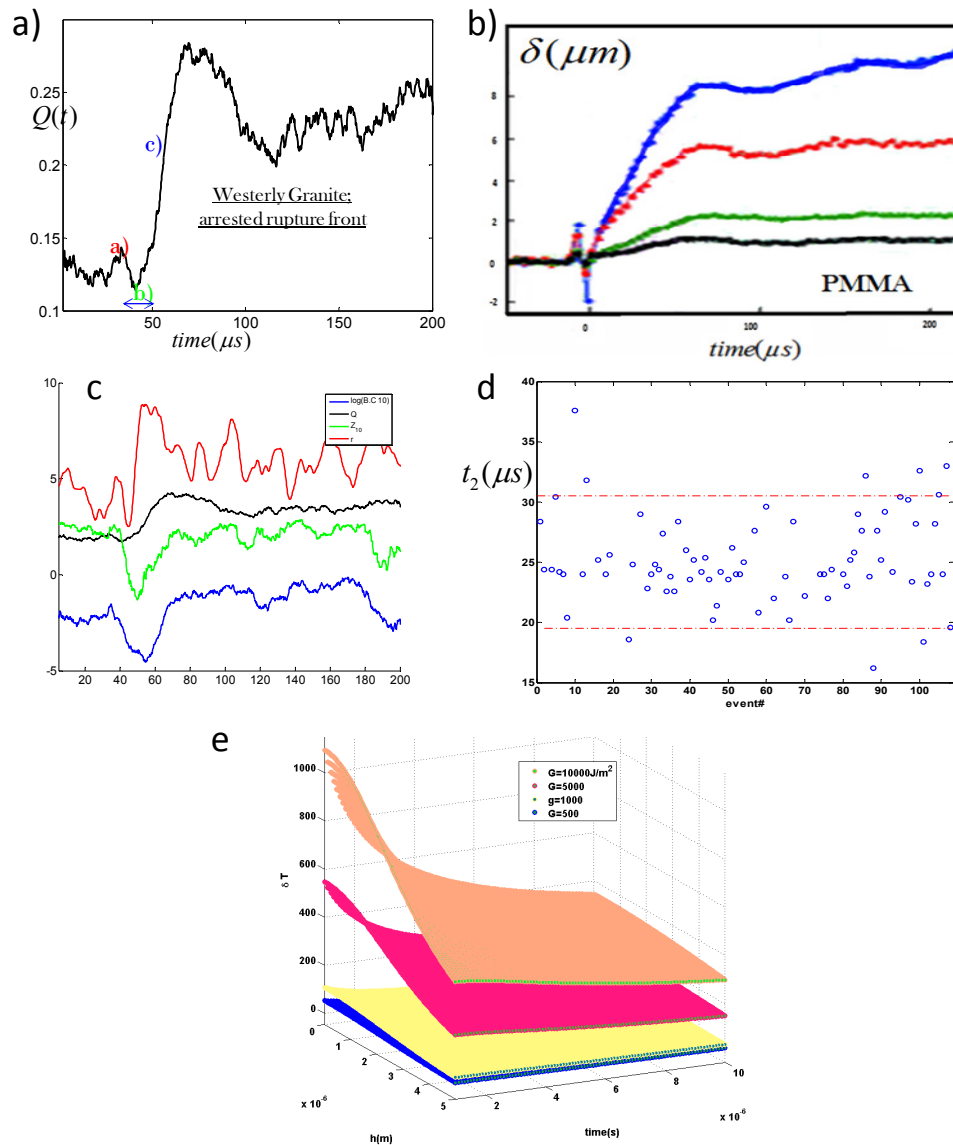 a)
Q(t)
0.25
0.2
0.15
0.1
c)
a)
b)
Westerly Granite;
arrested rupture front
50
100
150
200
time(μs)
b)
δ(μm)
8
6
4
2
0
-2
PMMA
0
100
200
time(μs)
c
10
5
0
-5
log(B.C 10)
Q
Z10
r
20
40
60
80
100
120
140
160
180
200
d
t2(μs)
40
35
30
25
20
15
0
10
20
30
40
50
60
70
80
90
100
event#
e
1000
800
600
400
200
0
δ T
G=10000J/m²
G=5000
g=1000
G=500
0
1
2
3
4
5
x 10⁻⁶
h(m)
2
4
6
8
10
x 10⁻⁶
time(s)